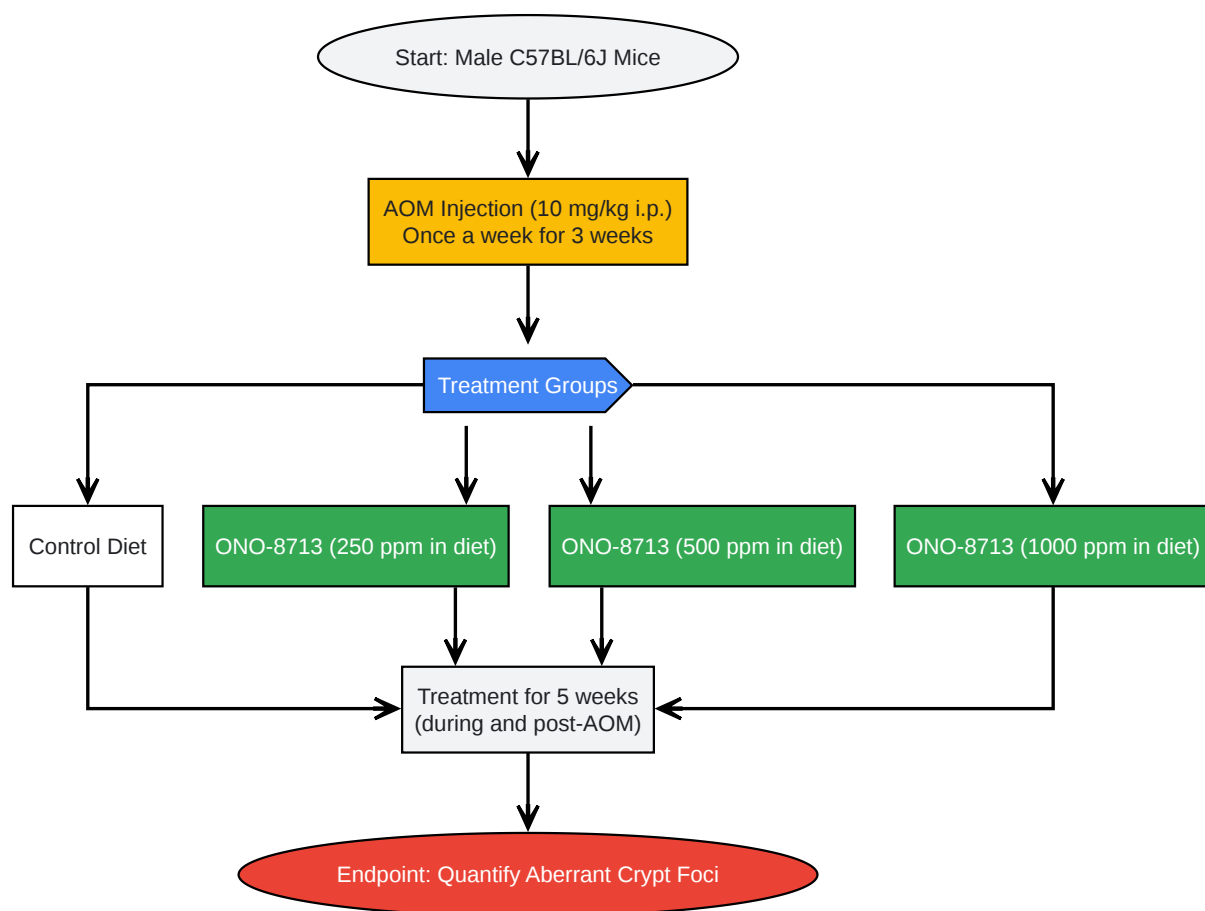 Start: Male C57BL/6J Mice
AOM Injection (10 mg/kg i.p.)
Once a week for 3 weeks
Treatment Groups
Control Diet
ONO-8713 (250 ppm in diet)
ONO-8713 (500 ppm in diet)
ONO-8713 (1000 ppm in diet)
Treatment for 5 weeks
(during and post-AOM)
Endpoint: Quantify Aberrant Crypt Foci